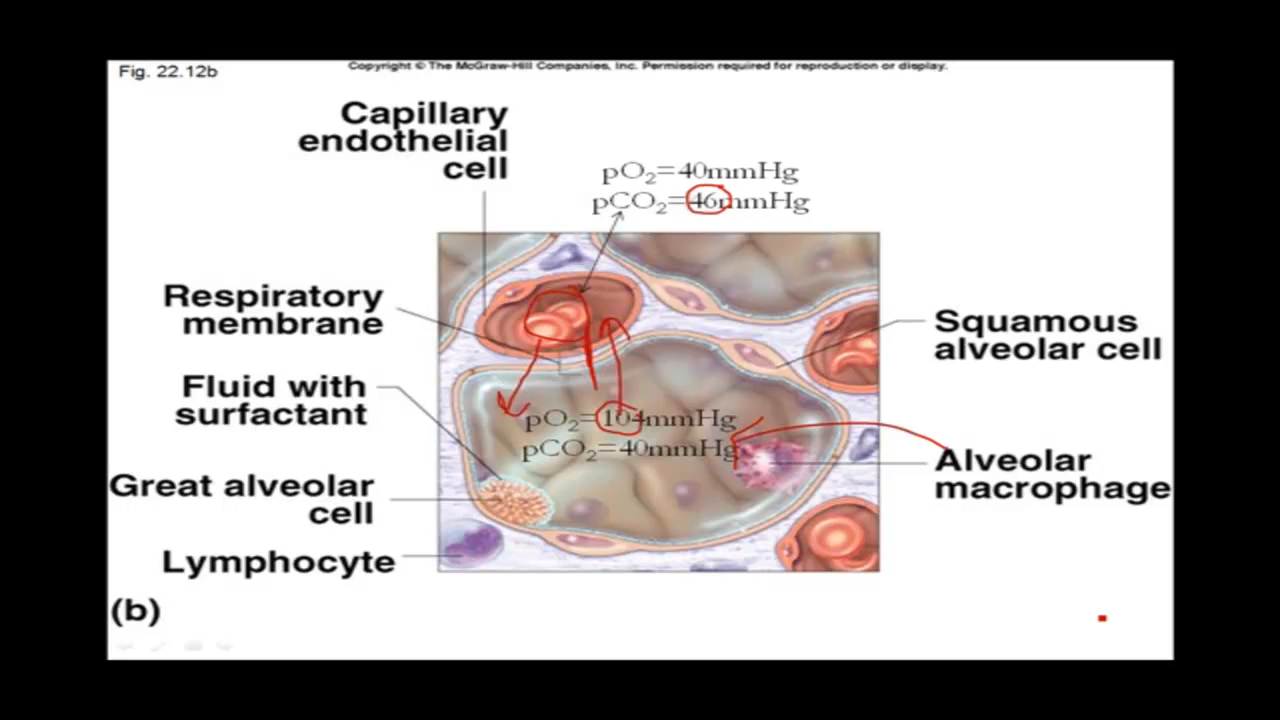 Fig. 22.12b
Copyright © The McGraw-Hill Companies, Inc. Permission required for reproduction or display.
Capillary
endothelial
cell
pO₂=40mmHg
pCO₂=46mmHg
Respiratory
membrane
Squamous
alveolar cell
Fluid with
surfactant
pO₂=104mmHg
pCO₂=40mmHg
Alveolar
macrophage
Great alveolar
cell
Lymphocyte
(b)